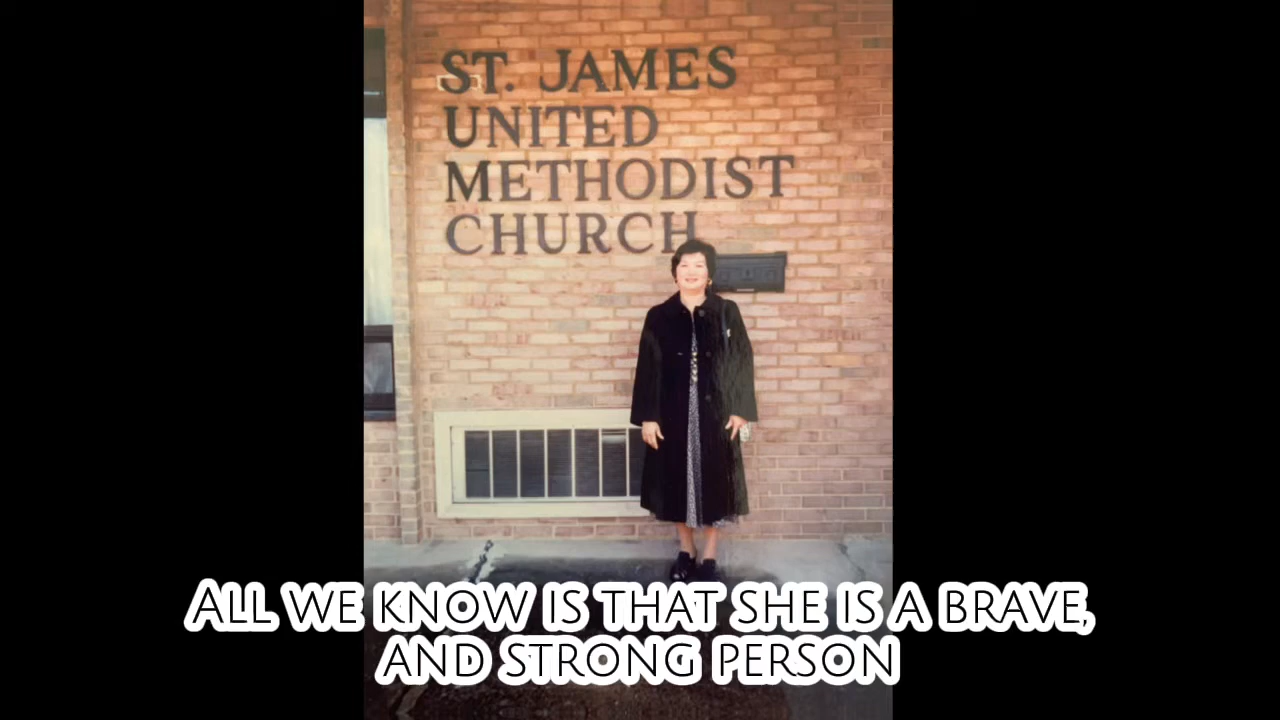 ST. JAMES
UNITED
METHODIST
CHURCH
ALL WE KNOW IS THAT SHE IS A BRAVE,
AND STRONG PERSON